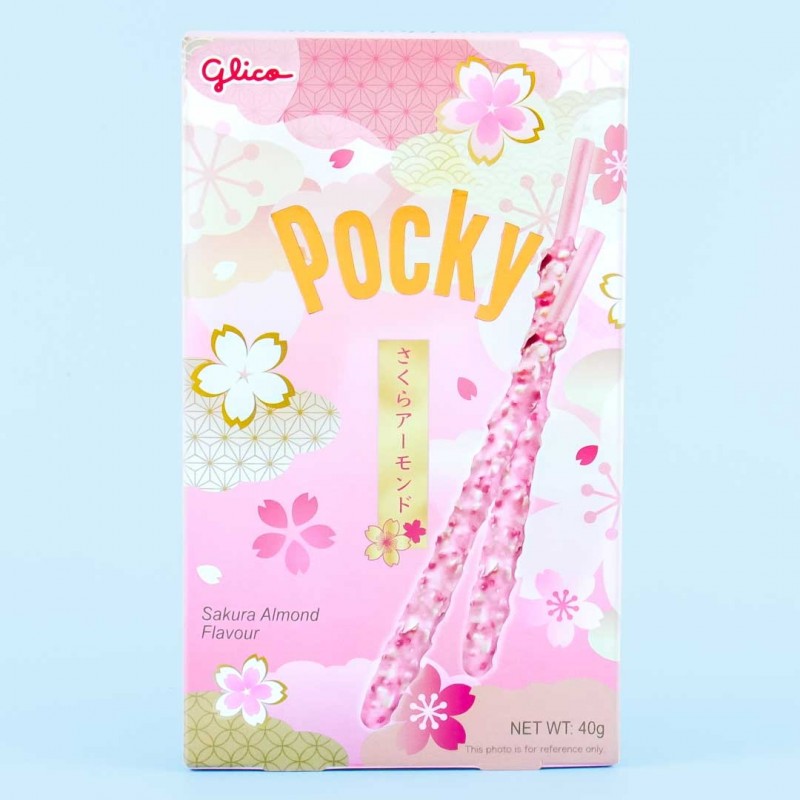 Glico
Pocky
さくらアーモンド
Sakura Almond
Flavour
NET WT: 40g
This photo is for reference only.